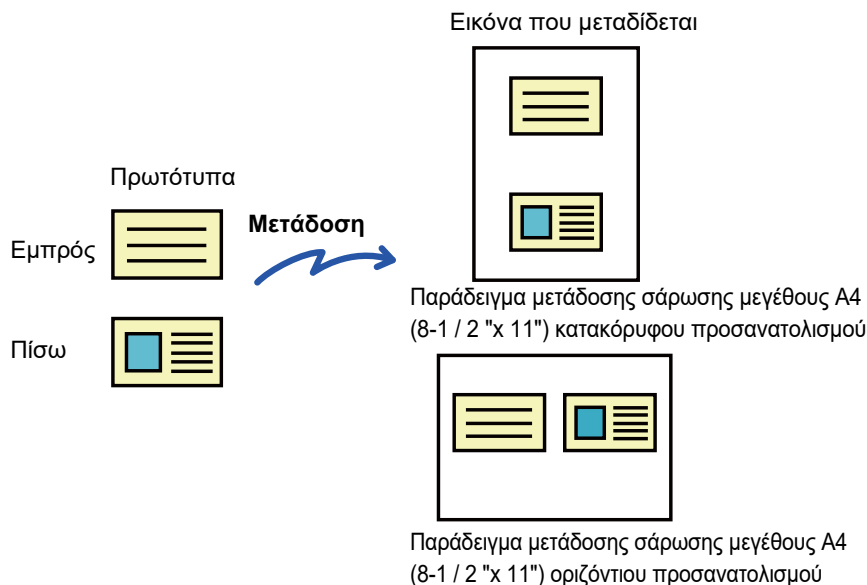 Εικόνα που μεταδίδεται
Πρωτότυπα
Εμπρός
Μετάδοση
Πίσω
Παράδειγμα μετάδοσης σάρωσης μεγέθους A4
(8-1 / 2 "x 11") κατακόρυφου προσανατολισμού
Παράδειγμα μετάδοσης σάρωσης μεγέθους A4
(8-1 / 2 "x 11") οριζόντιου προσανατολισμού